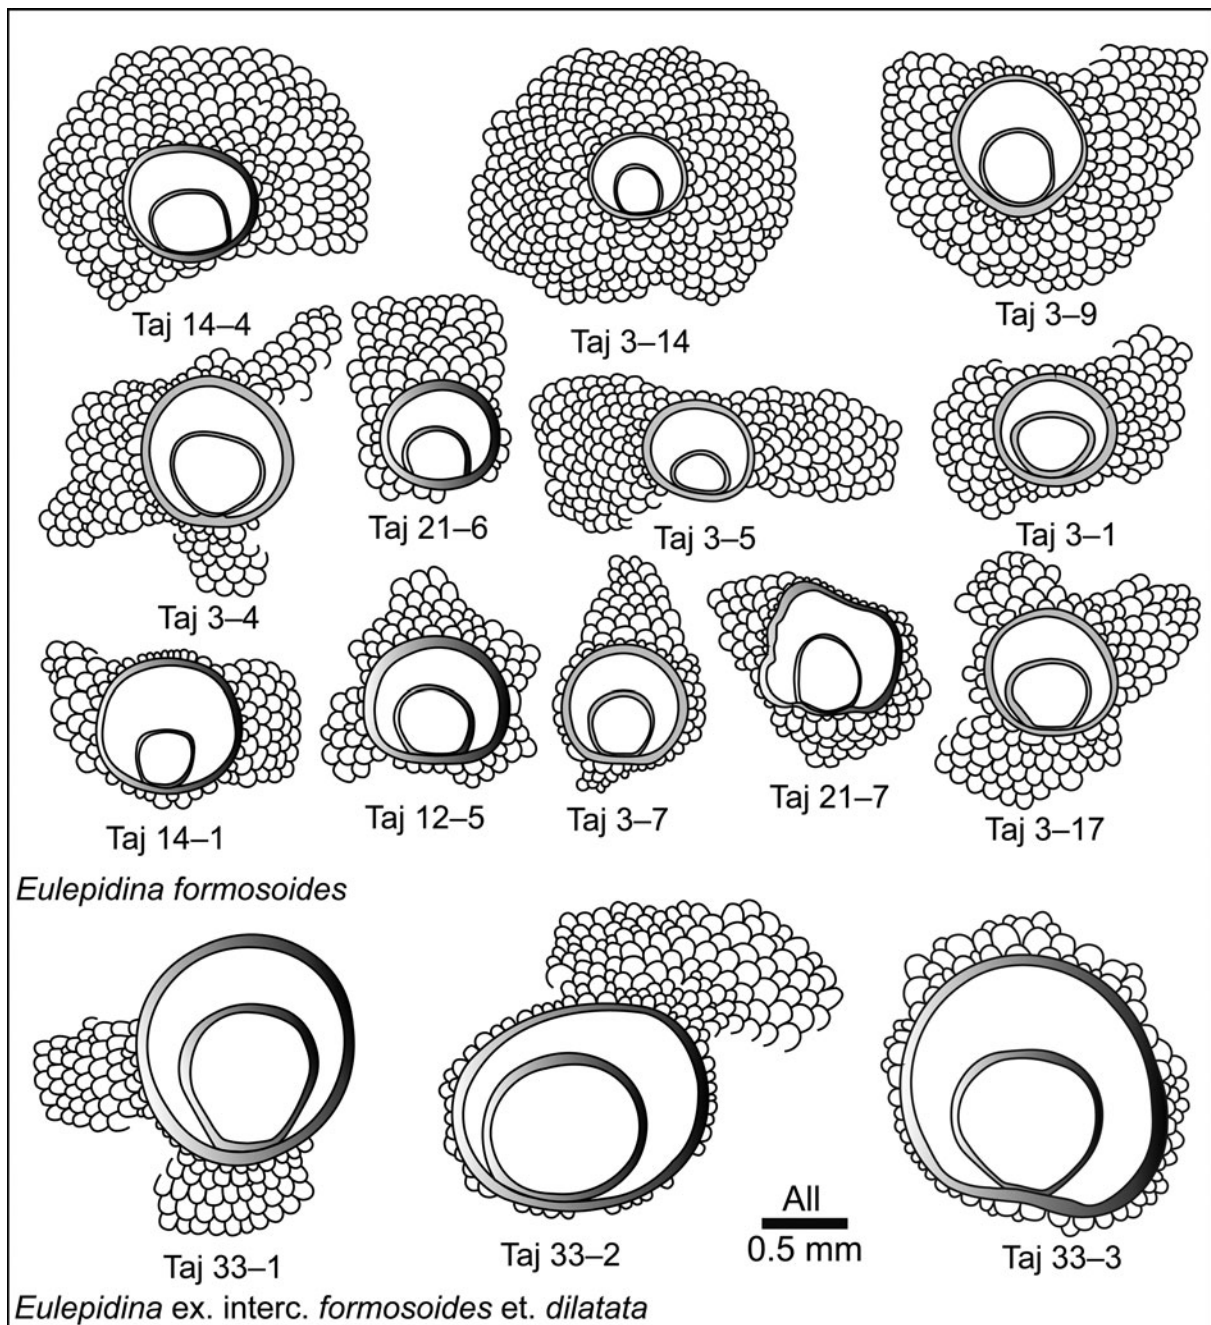 Taj 14–4
Taj 3–14
Taj 3–9
Taj 3–4
Taj 21–6
Taj 3–5
Taj 3–1
Taj 14–1
Taj 12–5
Taj 3–7
Taj 21–7
Taj 3–17
Eulepidina formosoides
Taj 33–1
Taj 33–2
All
0.5 mm
Taj 33–3
Eulepidina ex. interc. formosoides et. dilatata